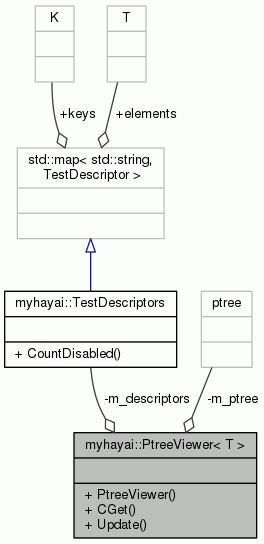 K
T
+keys
+elements
std::map< std::string,
TestDescriptor >
myhayai::TestDescriptors
+ CountDisabled()
ptree
-m_descriptors
-m_ptree
myhayai::PtreeViewer< T >
+ PtreeViewer()
+ CGet()
+ Update()